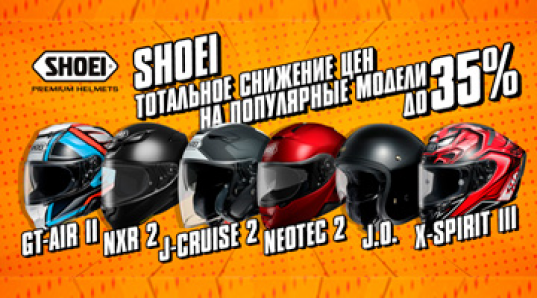 SHOEI
PREMIUM HELMETS
SHOEI
ТОТАЛЬНОЕ СНИЖЕНИЕ ЦЕН
НА ПОПУЛЯРНЫЕ МОДЕЛИ
ДО 35%
GT-AIR II
NXR 2
J-CRUISE 2
NEOTEC 2
J.O.
X-SPIRIT III